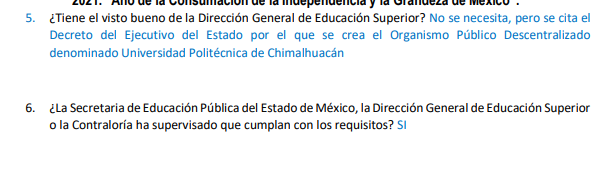 2021. "Año de la Consumación de la Independencia y la Grandeza de México".
5. ¿Tiene el visto bueno de la Dirección General de Educación Superior? No se necesita, pero se cita el
Decreto del Ejecutivo del Estado por el que se crea el Organismo Público Descentralizado
denominado Universidad Politécnica de Chimalhuacán
6. ¿La Secretaria de Educación Pública del Estado de México, la Dirección General de Educación Superior
o la Contraloría ha supervisado que cumplan con los requisitos? SI